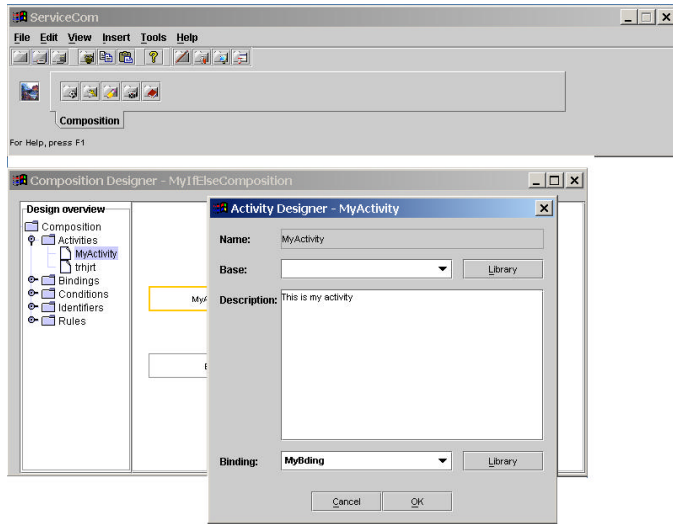 ServiceCom
File Edit View Insert Tools Help
Composition
For Help, press F1
Composition Designer - MyIfElseComposition
Design overview
Composition
Activities
MyActivity
trhjrt
Bindings
Conditions
Identifiers
Rules
Activity Designer - MyActivity
Name: MyActivity
Base: Library
Description: This is my activity
Binding: MyBding Library
Cancel OK